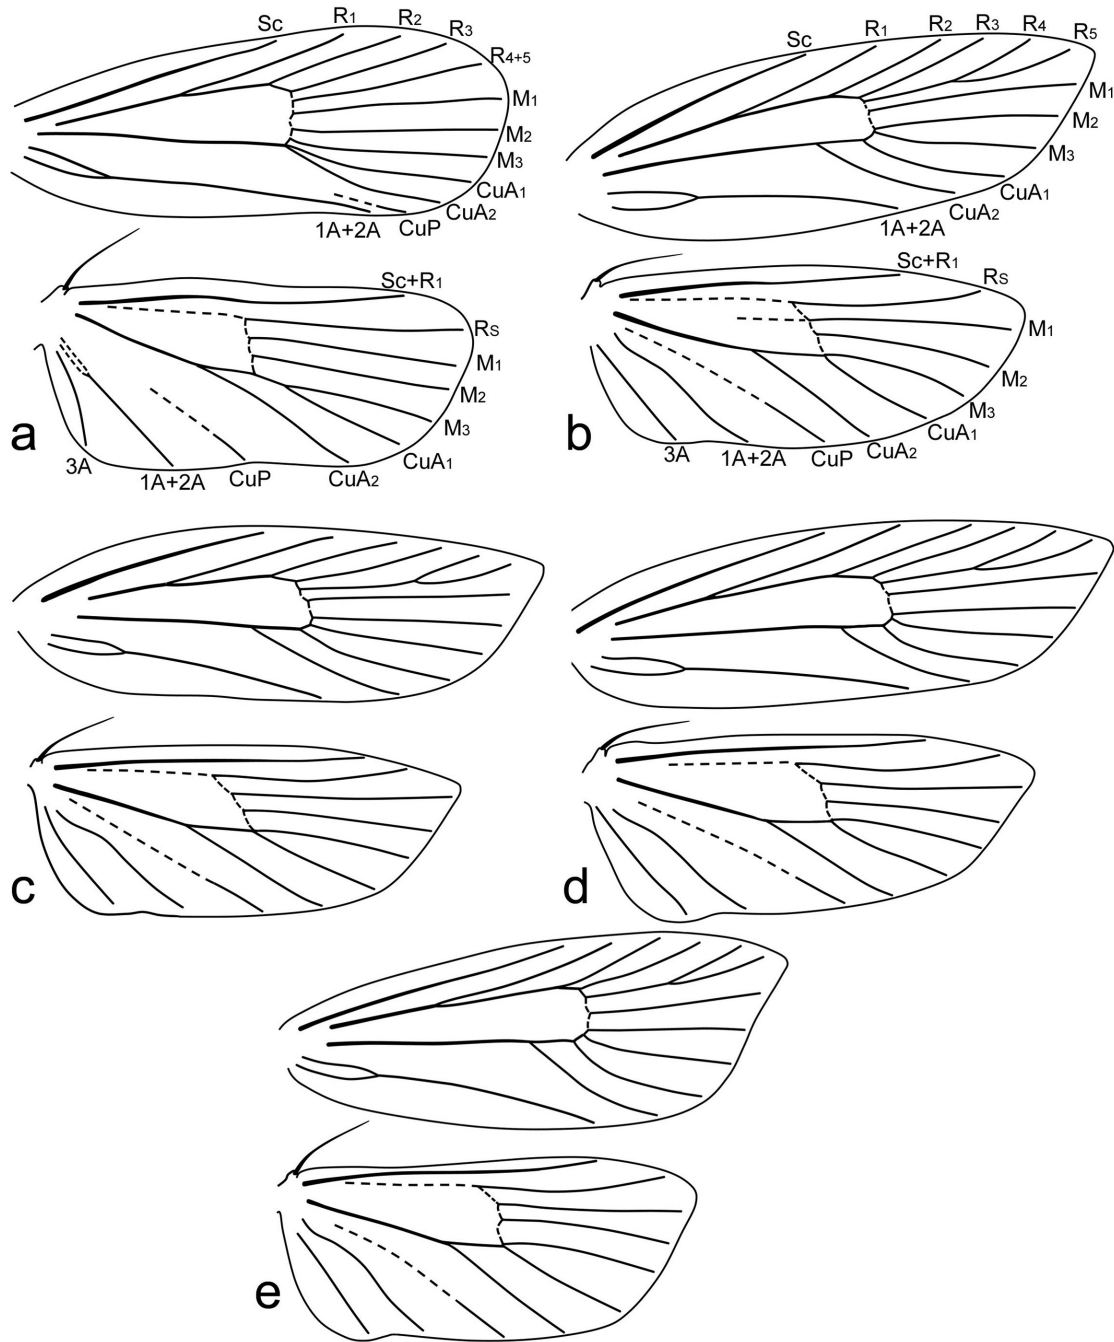 Sc R1 R2 R3 R4+5 M1 M2 M3 CuA1 CuA2 CuP 1A+2A
Sc+R1 RS M1 M2 M3 CuA1 CuA2 CuP 1A+2A 3A
a
Sc R1 R2 R3 R4 R5 M1 M2 M3 CuA1 CuA2 1A+2A
Sc+R1 RS M1 M2 M3 CuA1 CuA2 CuP 1A+2A 3A
b
c
d
e